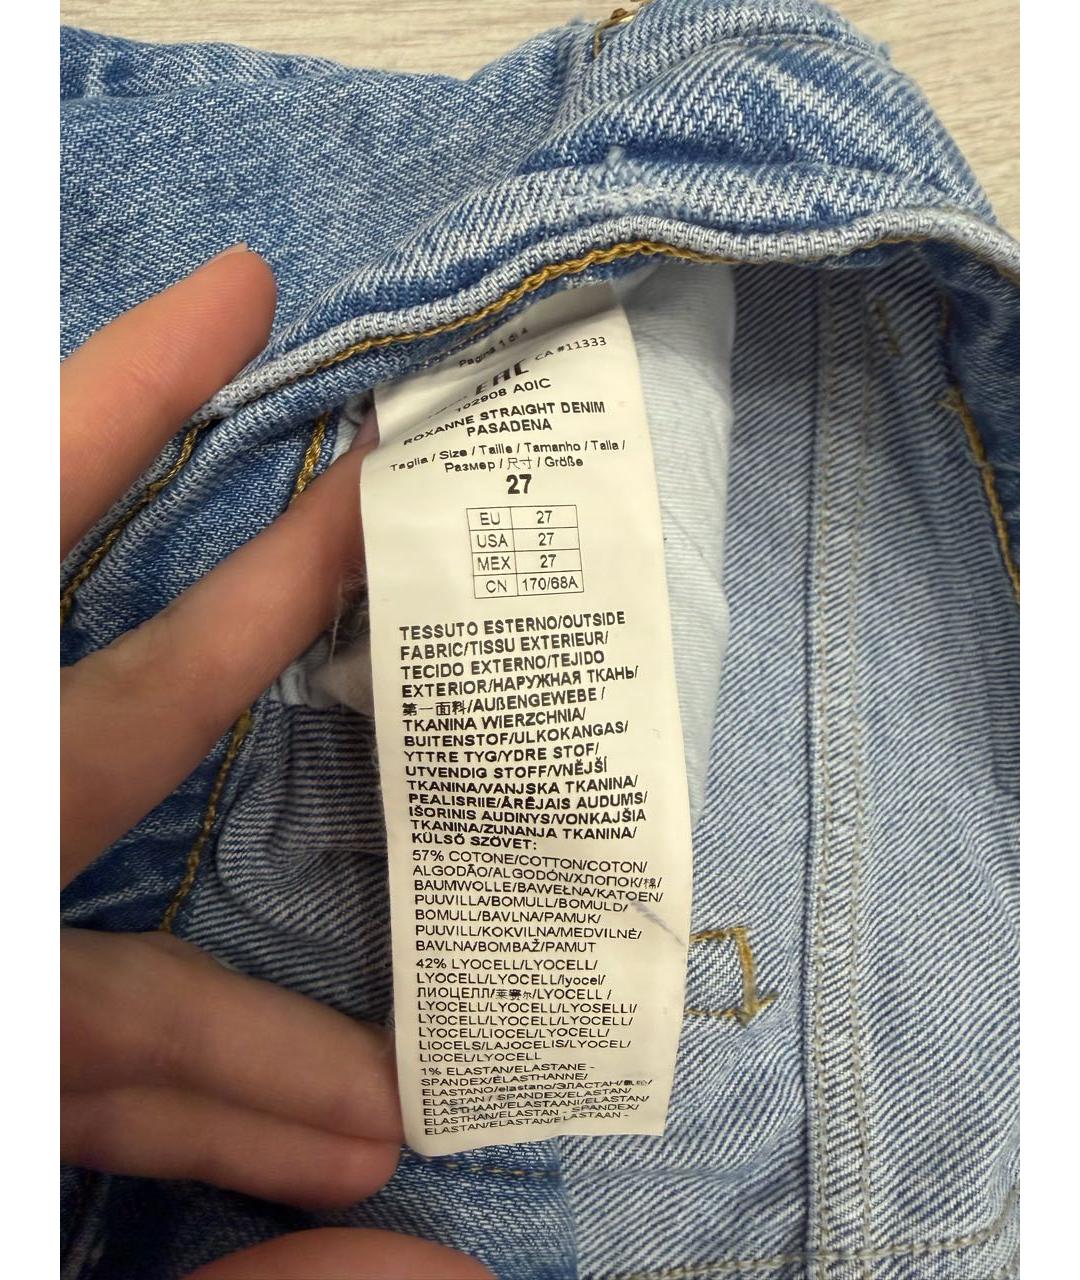 Pagina 1 di 4
EAC CA #11333
102908 A0IC
ROXANNE STRAIGHT DENIM
PASADENA
Taglia / Size / Taille / Tamanho / Talla /
Размер / 尺寸 / Größe
27
EU 27
USA 27
MEX 27
CN 170/68A
TESSUTO ESTERNO/OUTSIDE
FABRIC/TISSU EXTERIEUR/
TECIDO EXTERNO/TEJIDO
EXTERIOR/НАРУЖНАЯ ТКАНЬ/
第一面料/AUßENGEWEBE /
TKANINA WIERZCHNIA/
BUITENSTOF/ULKOKANGAS/
YTTRE TYG/YDRE STOF/
UTVENDIG STOFF/VNĚJŠÍ
TKANINA/VANJSKA TKANINA/
PEALISRIIE/ĀRĒJAIS AUDUMS/
IŠORINIS AUDINYS/VONKAJŠIA
TKANINA/ZUNANJA TKANINA/
KÜLSŐ SZÖVET:
57% COTONE/COTTON/COTON/
ALGODÃO/ALGODÓN/ХЛОПОК/棉/
BAUMWOLLE/BAWEŁNA/KATOEN/
PUUVILLA/BOMULL/BOMULD/
BOMULL/BAVLNA/PAMUK/
PUUVILL/KOKVILNA/MEDVILNĖ/
BAVLNA/BOMBAŽ/PAMUT
42% LYOCELL/LYOCELL/
LYOCELL/LYOCELL/lyocel/
ЛИОЦЕЛЛ/莱赛尔/LYOCELL /
LYOCELL/LYOCELL/LYOSELLI/
LYOCELL/LYOCELL/LYOCELL/
LYOCEL/LIOCEL/LYOCELL/
LIOCELS/LAJOCELIS/LYOCELL/
LIOCEL/LYOCELL
1% ELASTAN/ELASTANE -
SPANDEX/ÉLASTHANNE/
ELASTANO/elastano/ЭЛАСТАН/氨纶/
ELASTAN / SPANDEX/ELASTAN/
ELASTHAAN/ELASTAANI/ELASTAN/
ELASTHAN/ELASTAN - SPANDEX/
ELASTAN/ELASTAN/ELASTAAN -